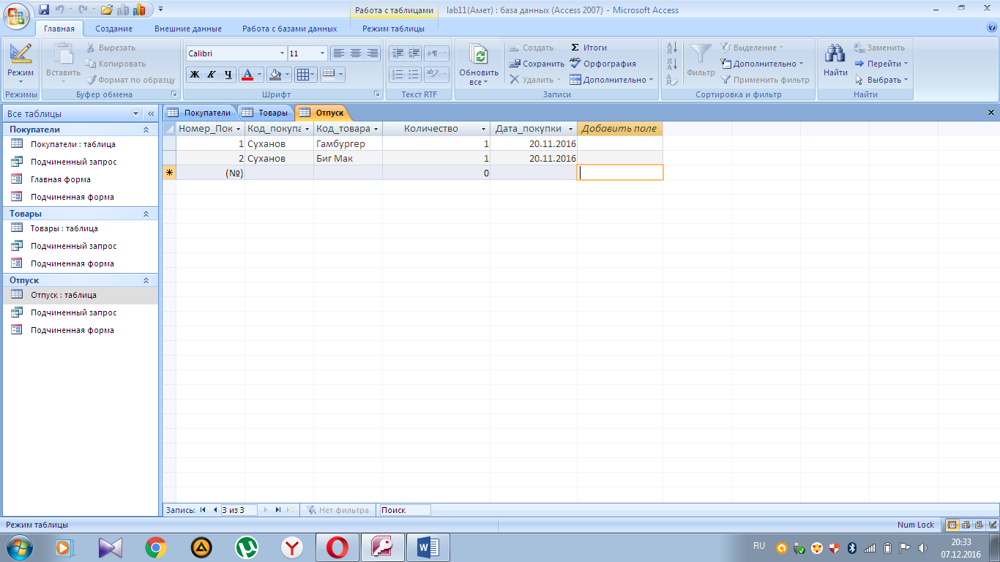 Работа с таблицами lab11(Амет) : база данных (Access 2007) - Microsoft Access
Главная Создание Внешние данные Работа с базами данных Режим таблицы
Режим
Режимы
Вставить
Вырезать
Копировать
Формат по образцу
Буфер обмена
Calibri 11
Ж К Ч А
Шрифт
Текст RTF
Обновить все
Создать
Сохранить
Удалить
Σ Итоги
Орфография
Дополнительно
Записи
Фильтр
Выделение
Дополнительно
Применить фильтр
Сортировка и фильтр
Найти
Заменить
Перейти
Выбрать
Найти
Все таблицы
Покупатели
Покупатели : таблица
Подчиненный запрос
Главная форма
Подчиненная форма
Товары
Товары : таблица
Подчиненный запрос
Подчиненная форма
Отпуск
Отпуск : таблица
Подчиненный запрос
Подчиненная форма
Покупатели Товары Отпуск
Номер_Пок Код_покупа Код_товара Количество Дата_покупки Добавить поле
1 Суханов Гамбургер 1 20.11.2016
2 Суханов Биг Мак 1 20.11.2016
(№) 0
Запись: 3 из 3 Нет фильтра Поиск
Режим таблицы Num Lock
RU
20:33
07.12.2016